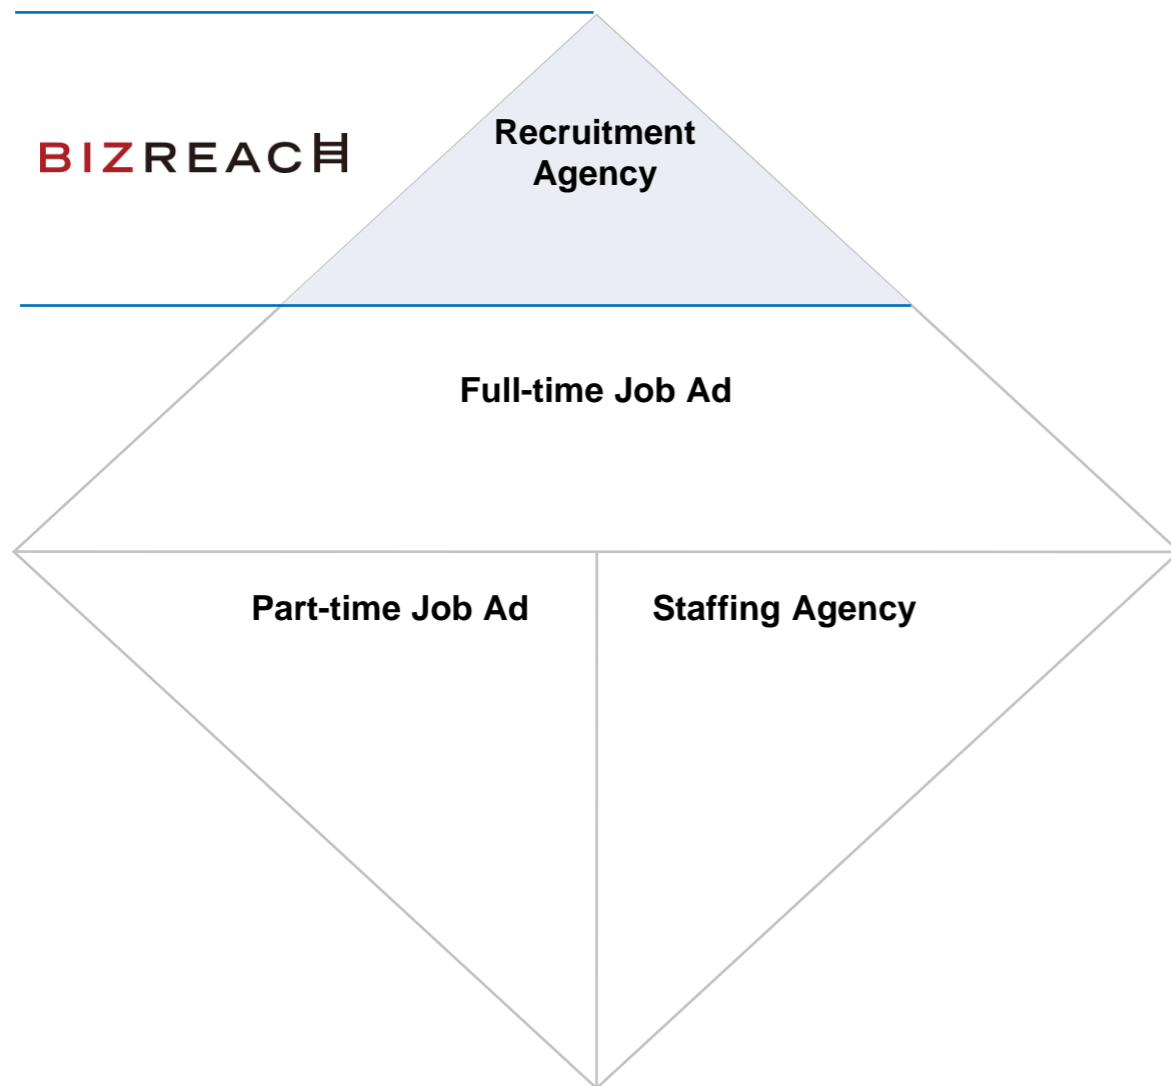 Recruitment
Agency
BIZREACH
Full-time Job Ad
Part-time Job Ad
Staffing Agency